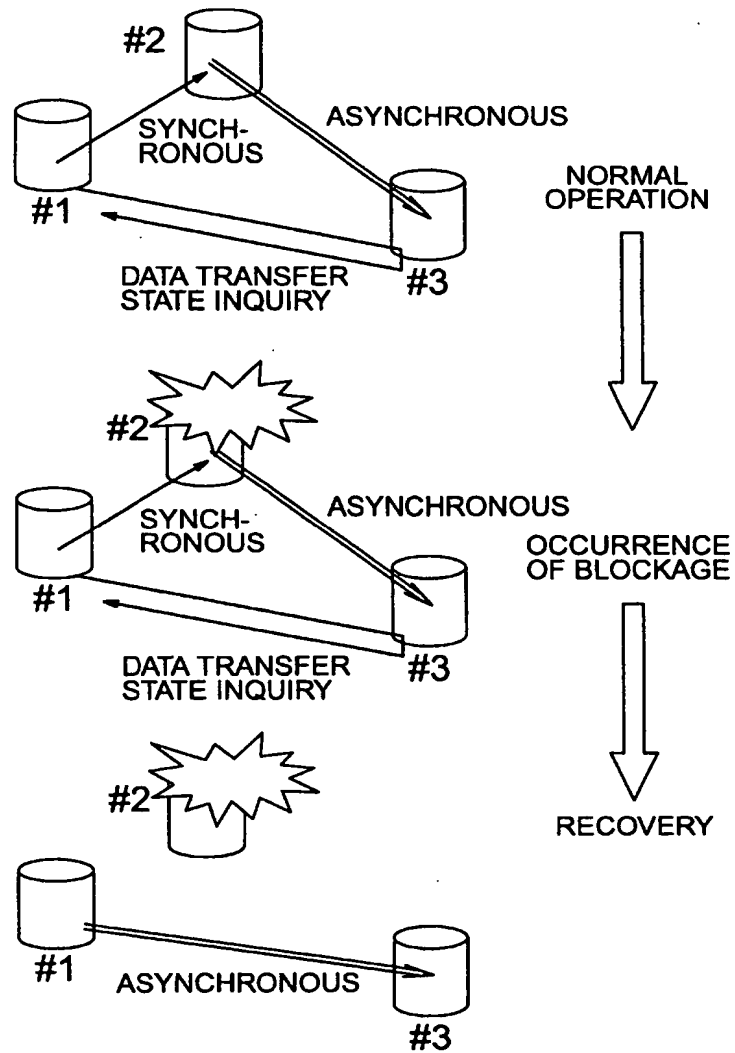 #2
ASYNCHRONOUS
SYNCH-
RONOUS
#1
#3
DATA TRANSFER
STATE INQUIRY
NORMAL
OPERATION
#2
ASYNCHRONOUS
SYNCH-
RONOUS
#1
#3
DATA TRANSFER
STATE INQUIRY
OCCURRENCE
OF BLOCKAGE
#2
RECOVERY
#1
ASYNCHRONOUS
#3